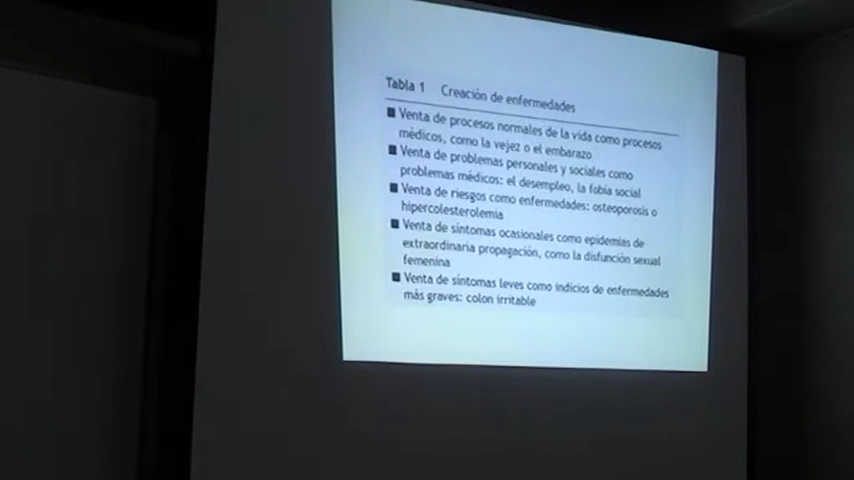 Tabla 1 Creación de enfermedades
■ Venta de procesos normales de la vida como procesos
médicos, como la vejez o el embarazo
■ Venta de problemas personales y sociales como
problemas médicos: el desempleo, la fobia social
■ Venta de riesgos como enfermedades: osteoporosis o
hipercolesterolemia
■ Venta de síntomas ocasionales como epidemias de
extraordinaria propagación, como la disfunción sexual
femenina
■ Venta de síntomas leves como indicios de enfermedades
más graves: colon irritable